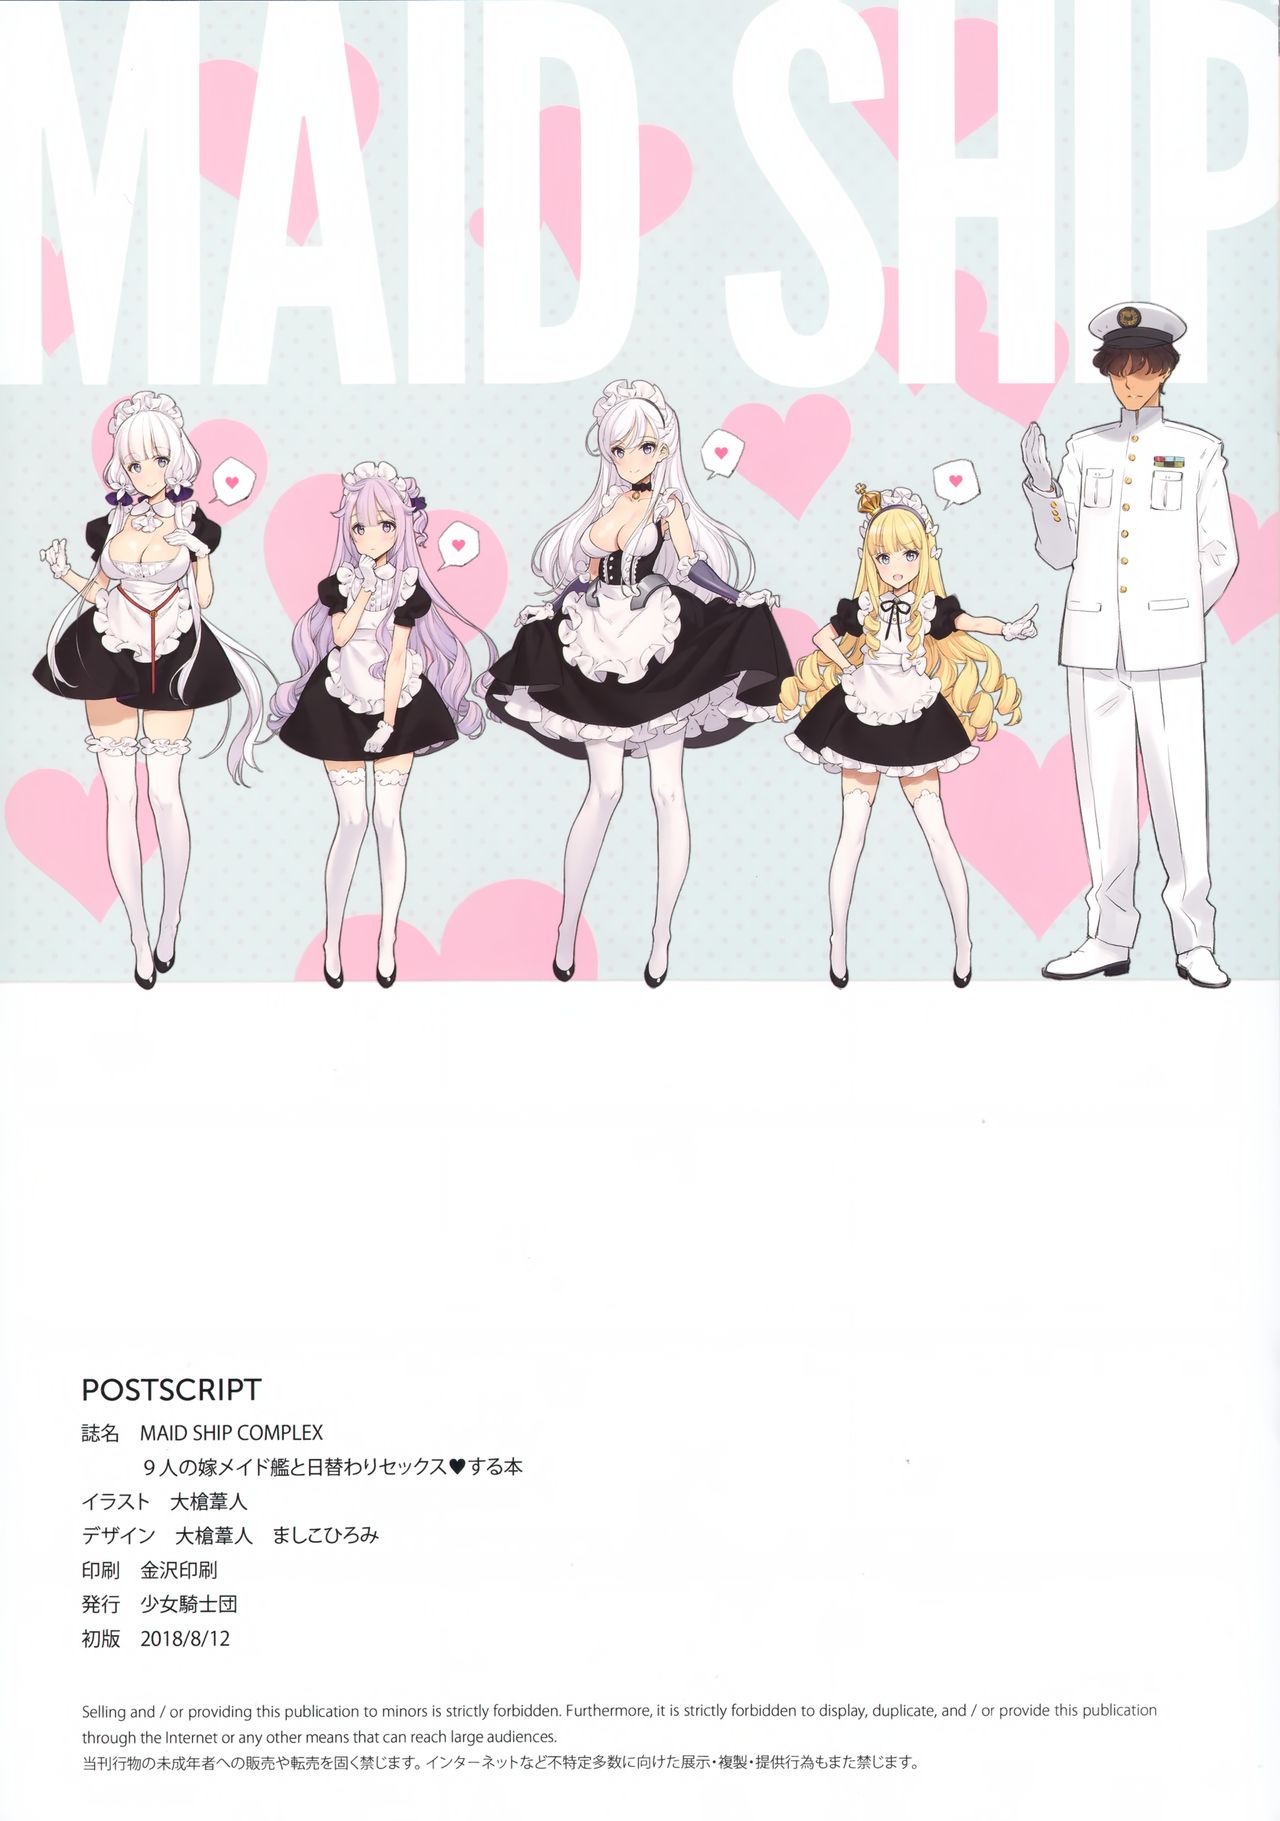 MAID SHIP
POSTSCRIPT
誌名　MAID SHIP COMPLEX
９人の嫁メイド艦と日替わりセックス♥する本
イラスト　大槍葦人
デザイン　大槍葦人　ましこひろみ
印刷　金沢印刷
発行　少女騎士団
初版　2018/8/12
Selling and / or providing this publication to minors is strictly forbidden. Furthermore, it is strictly forbidden to display, duplicate, and / or provide this publication
through the Internet or any other means that can reach large audiences.
当刊行物の未成年者への販売や転売を固く禁じます。インターネットなど不特定多数に向けた展示・複製・提供行為もまた禁じます。